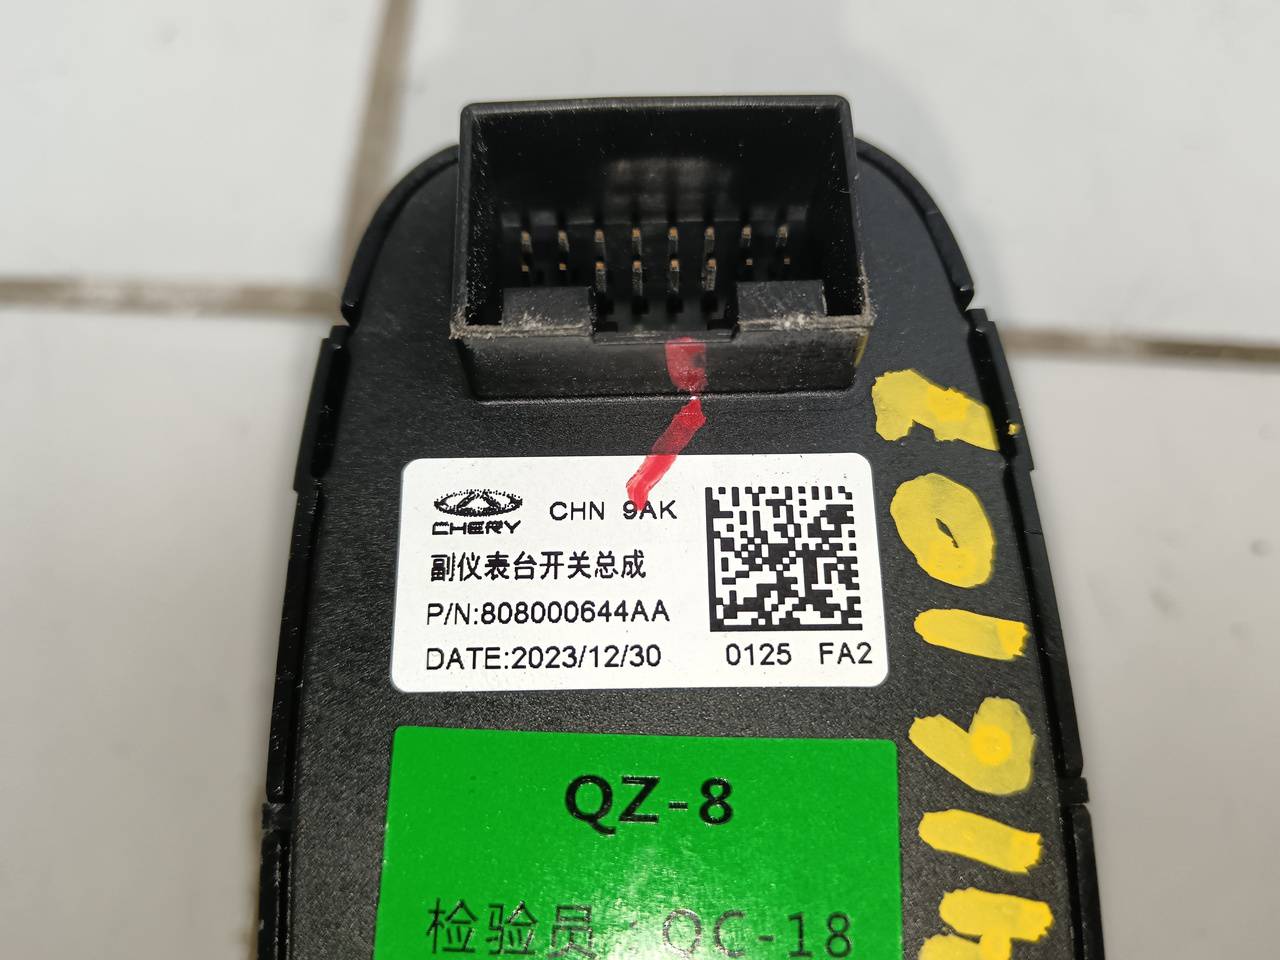 CHERY CHN 9AK
副仪表台开关总成
P/N:808000644AA
DATE:2023/12/30 0125 FA2
QZ-8
检验员:QC-18